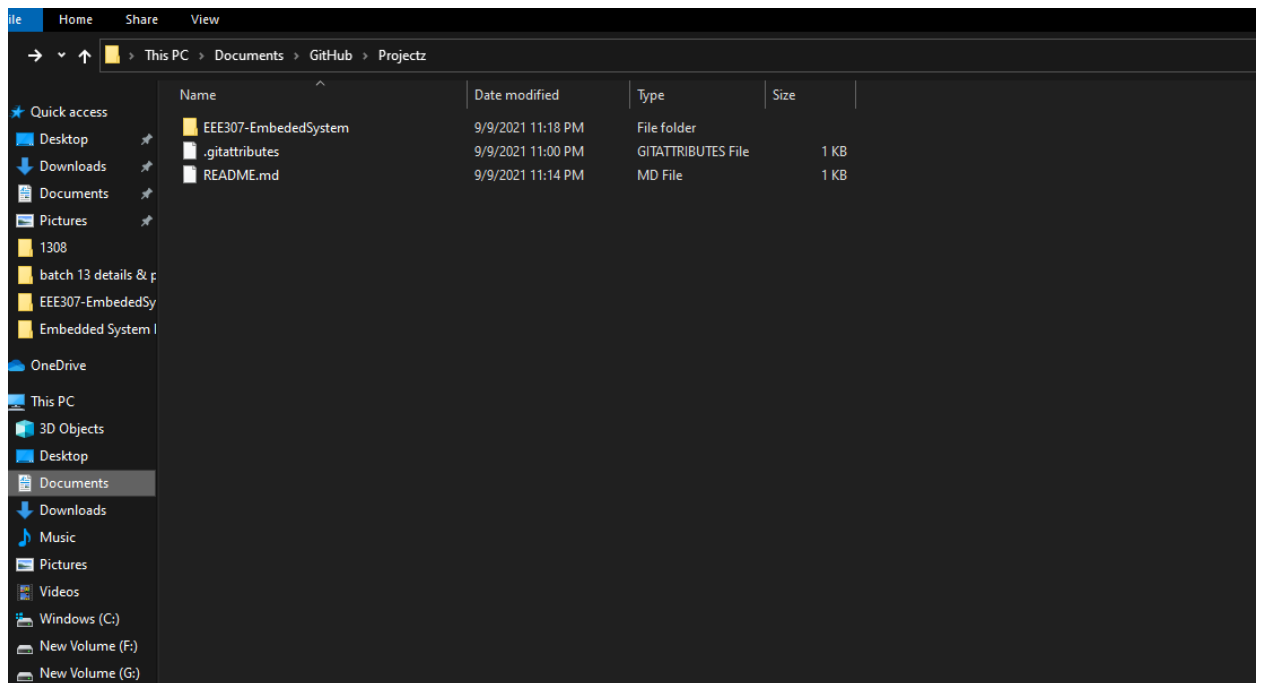 ile Home Share View
This PC > Documents > GitHub > Projectz
Name Date modified Type Size
EEE307-EmbededSystem 9/9/2021 11:18 PM File folder
.gitattributes 9/9/2021 11:00 PM GITATTRIBUTES File 1 KB
README.md 9/9/2021 11:14 PM MD File 1 KB
Quick access
Desktop
Downloads
Documents
Pictures
1308
batch 13 details & p
EEE307-EmbededSy
Embedded System I
OneDrive
This PC
3D Objects
Desktop
Documents
Downloads
Music
Pictures
Videos
Windows (C:)
New Volume (F:)
New Volume (G:)